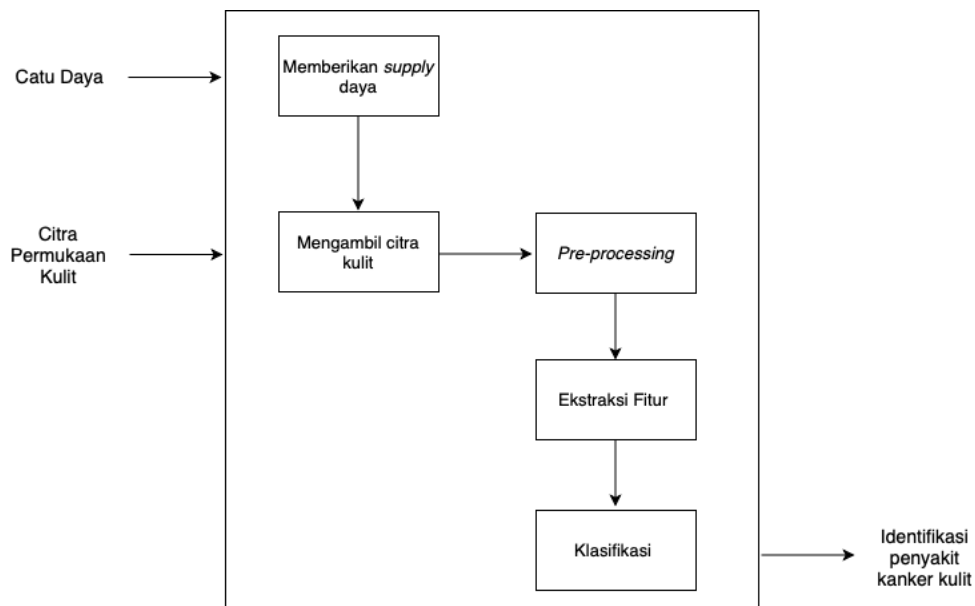 Catu Daya
Memberikan supply
daya
Citra
Permukaan
Kulit
Mengambil citra
kulit
Pre-processing
Ekstraksi Fitur
Klasifikasi
Identifikasi
penyakit
kanker kulit